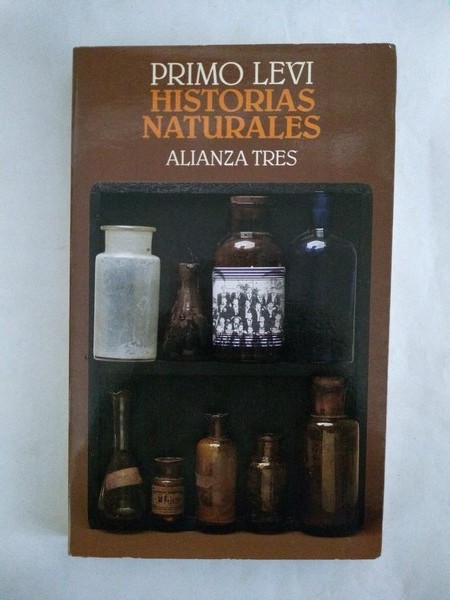 PRIMO LEVI
HISTORIAS
NATURALES
ALIANZA TRES